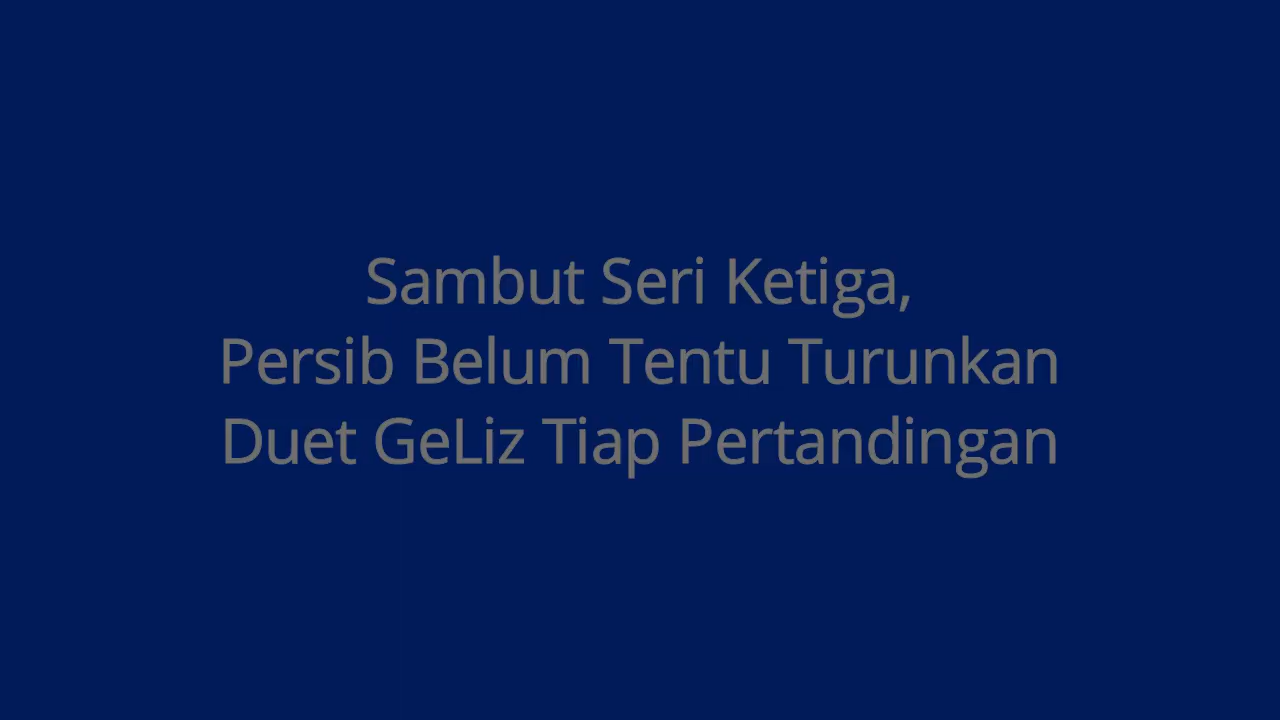 Sambut Seri Ketiga,
Persib Belum Tentu Turunkan
Duet GeLiz Tiap Pertandingan